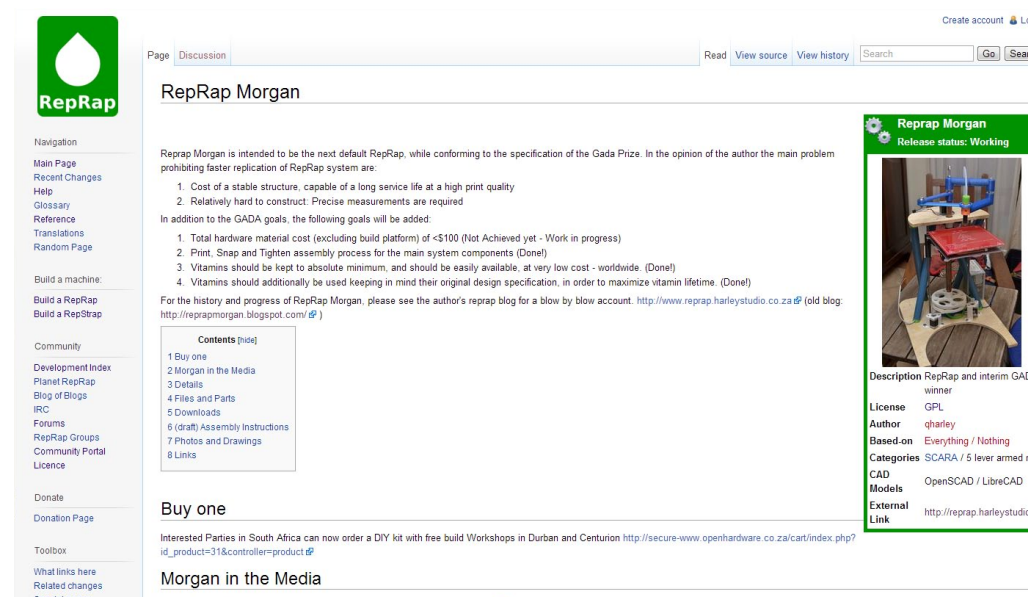 Create account
RepRap
Page Discussion Read View source View history Search Go
RepRap Morgan
Navigation
Main Page
Recent Changes
Help
Glossary
Reference
Translations
Random Page
Build a machine:
Build a RepRap
Build a RepStrap
Community
Development Index
Planet RepRap
Blog of Blogs
IRC
Forums
RepRap Groups
Community Portal
Licence
Donate
Donation Page
Toolbox
What links here
Related changes
Reprap Morgan is intended to be the next default RepRap, while conforming to the specification of the Gada Prize. In the opinion of the author the main problem
prohibiting faster replication of RepRap system are:
1. Cost of a stable structure, capable of a long service life at a high print quality
2. Relatively hard to construct: Precise measurements are required
In addition to the GADA goals, the following goals will be added:
1. Total hardware material cost (excluding build platform) of <$100 (Not Achieved yet - Work in progress)
2. Print, Snap and Tighten assembly process for the main system components (Done!)
3. Vitamins should be kept to absolute minimum, and should be easily available, at very low cost - worldwide. (Done!)
4. Vitamins should additionally be used keeping in mind their original design specification, in order to maximize vitamin lifetime. (Done!)
For the history and progress of RepRap Morgan, please see the author's reprap blog for a blow by blow account. http://www.reprap.harleystudio.co.za (old blog:
http://reprapmorgan.blogspot.com/ )
Contents [hide]
1 Buy one
2 Morgan in the Media
3 Details
4 Files and Parts
5 Downloads
6 (draft) Assembly Instructions
7 Photos and Drawings
8 Links
Reprap Morgan
Release status: Working
Description RepRap and interim GAD
winner
License GPL
Author qharley
Based-on Everything / Nothing
Categories SCARA / 5 lever armed
CAD
Models OpenSCAD / LibreCAD
External
Link http://reprap.harleystudio
Buy one
Interested Parties in South Africa can now order a DIY kit with free build Workshops in Durban and Centurion http://secure-www.openhardware.co.za/cart/index.php?
id_product=31&controller=product
Morgan in the Media